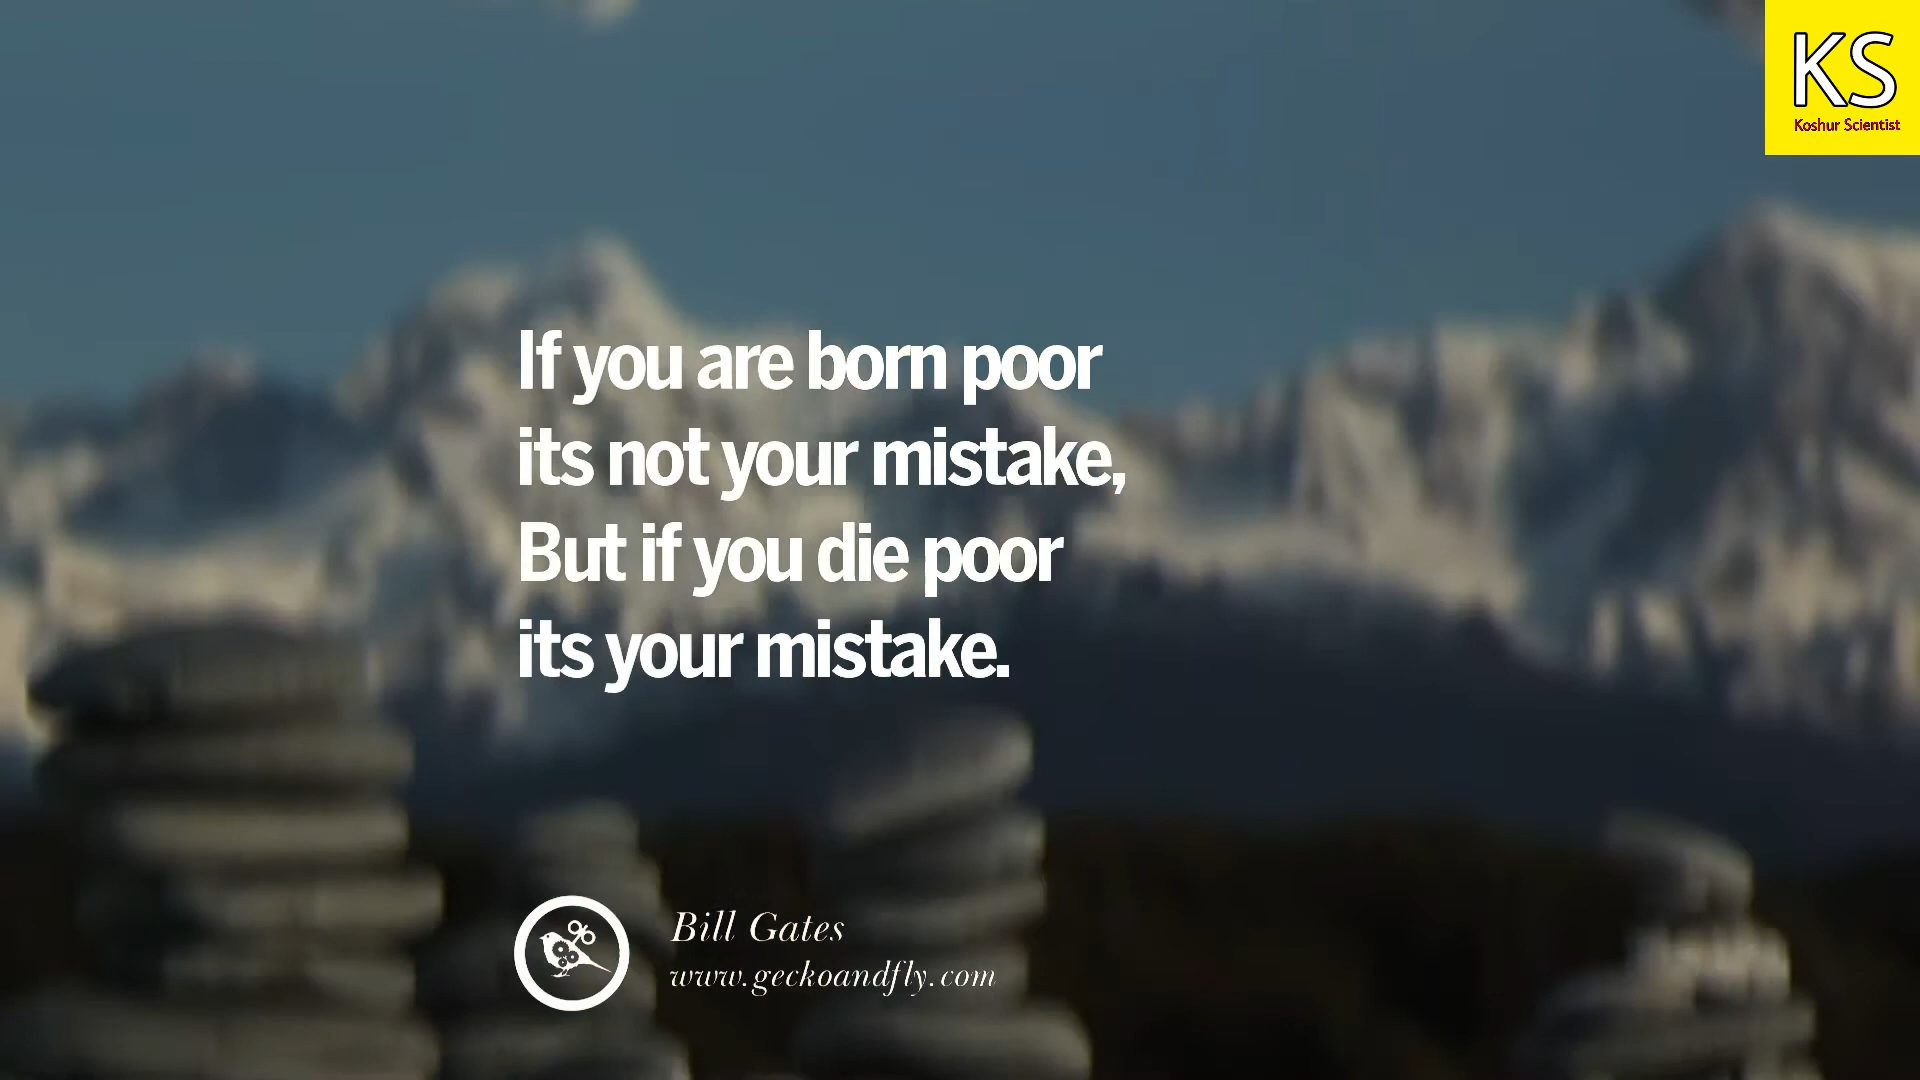 KS
Koshur Scientist
If you are born poor
its not your mistake,
But if you die poor
its your mistake.
Bill Gates
www.geckoandfly.com